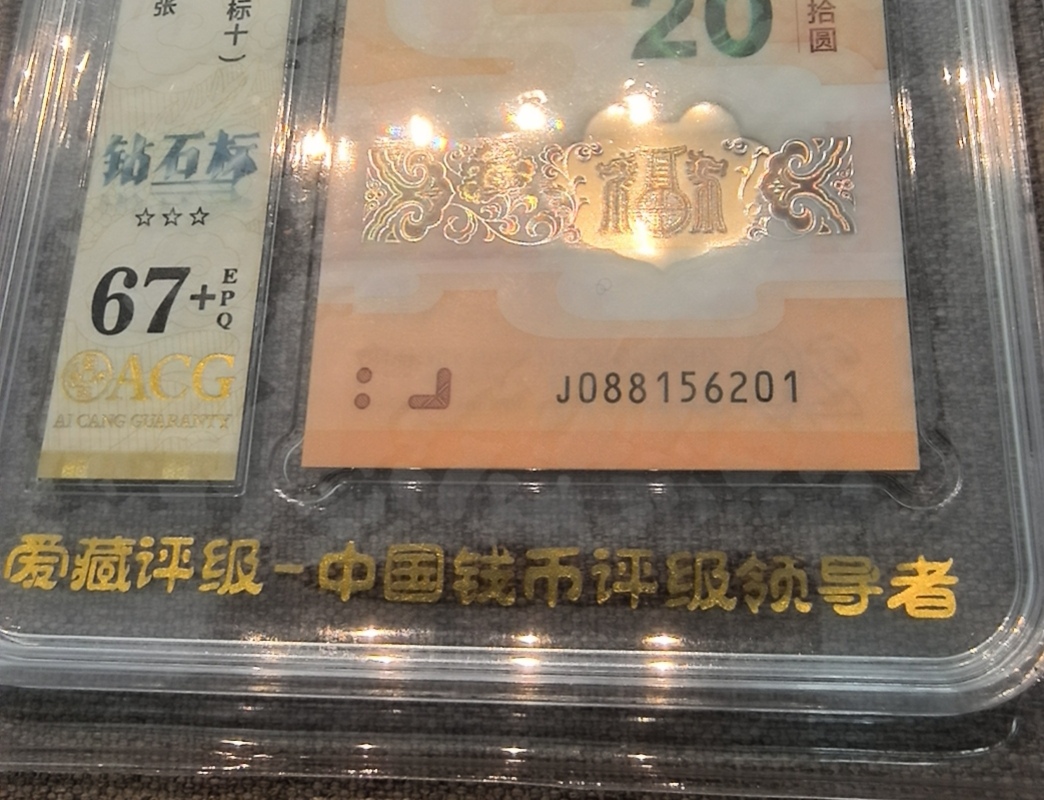 张
标十）
钻石标
☆☆☆
67+
EPQ
ACG
AI CANG GUARANTY
20
拾圆
福
J088156201
爱藏评级-中国钱币评级领导者